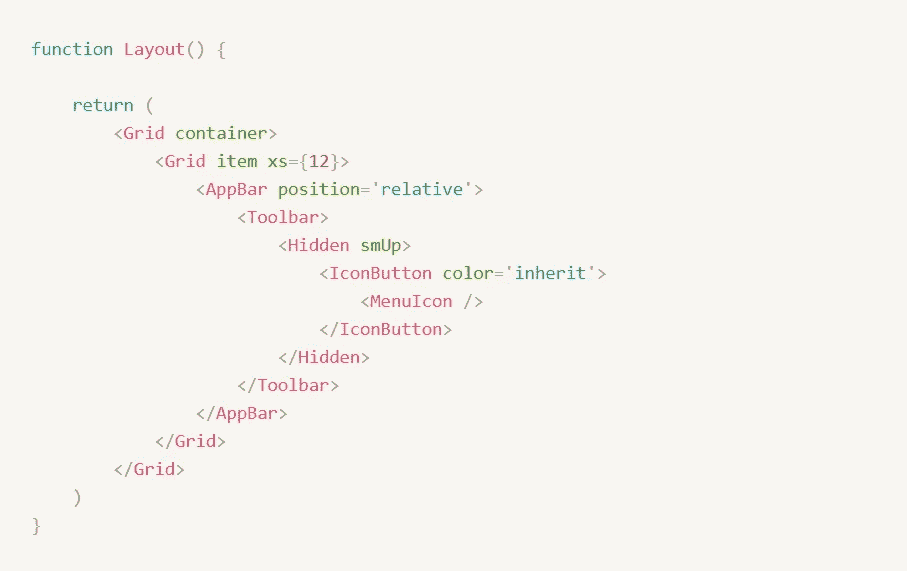 function Layout() {
    return (
        <Grid container>
            <Grid item xs={12}>
                <AppBar position='relative'>
                    <Toolbar>
                        <Hidden smUp>
                            <IconButton color='inherit'>
                                <MenuIcon />
                            </IconButton>
                        </Hidden>
                    </Toolbar>
                </AppBar>
            </Grid>
        </Grid>
    )
}